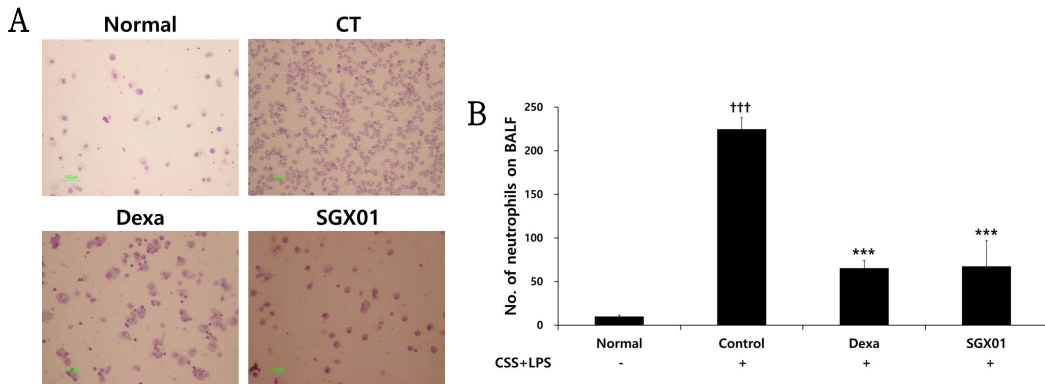 A
Normal
CT
Dexa
SGX01
B
No. of neutrophils on BALF
250
†††
200
150
100
***
***
50
0
Normal Control Dexa SGX01
CSS+LPS - + + +